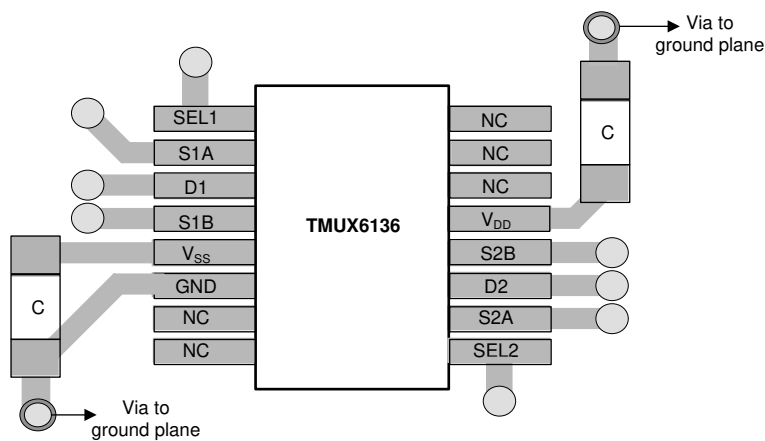 Via to
ground plane
SEL1
S1A
D1
S1B
VSS
GND
NC
NC
TMUX6136
NC
NC
NC
VDD
S2B
D2
S2A
SEL2
C
C
Via to
ground plane